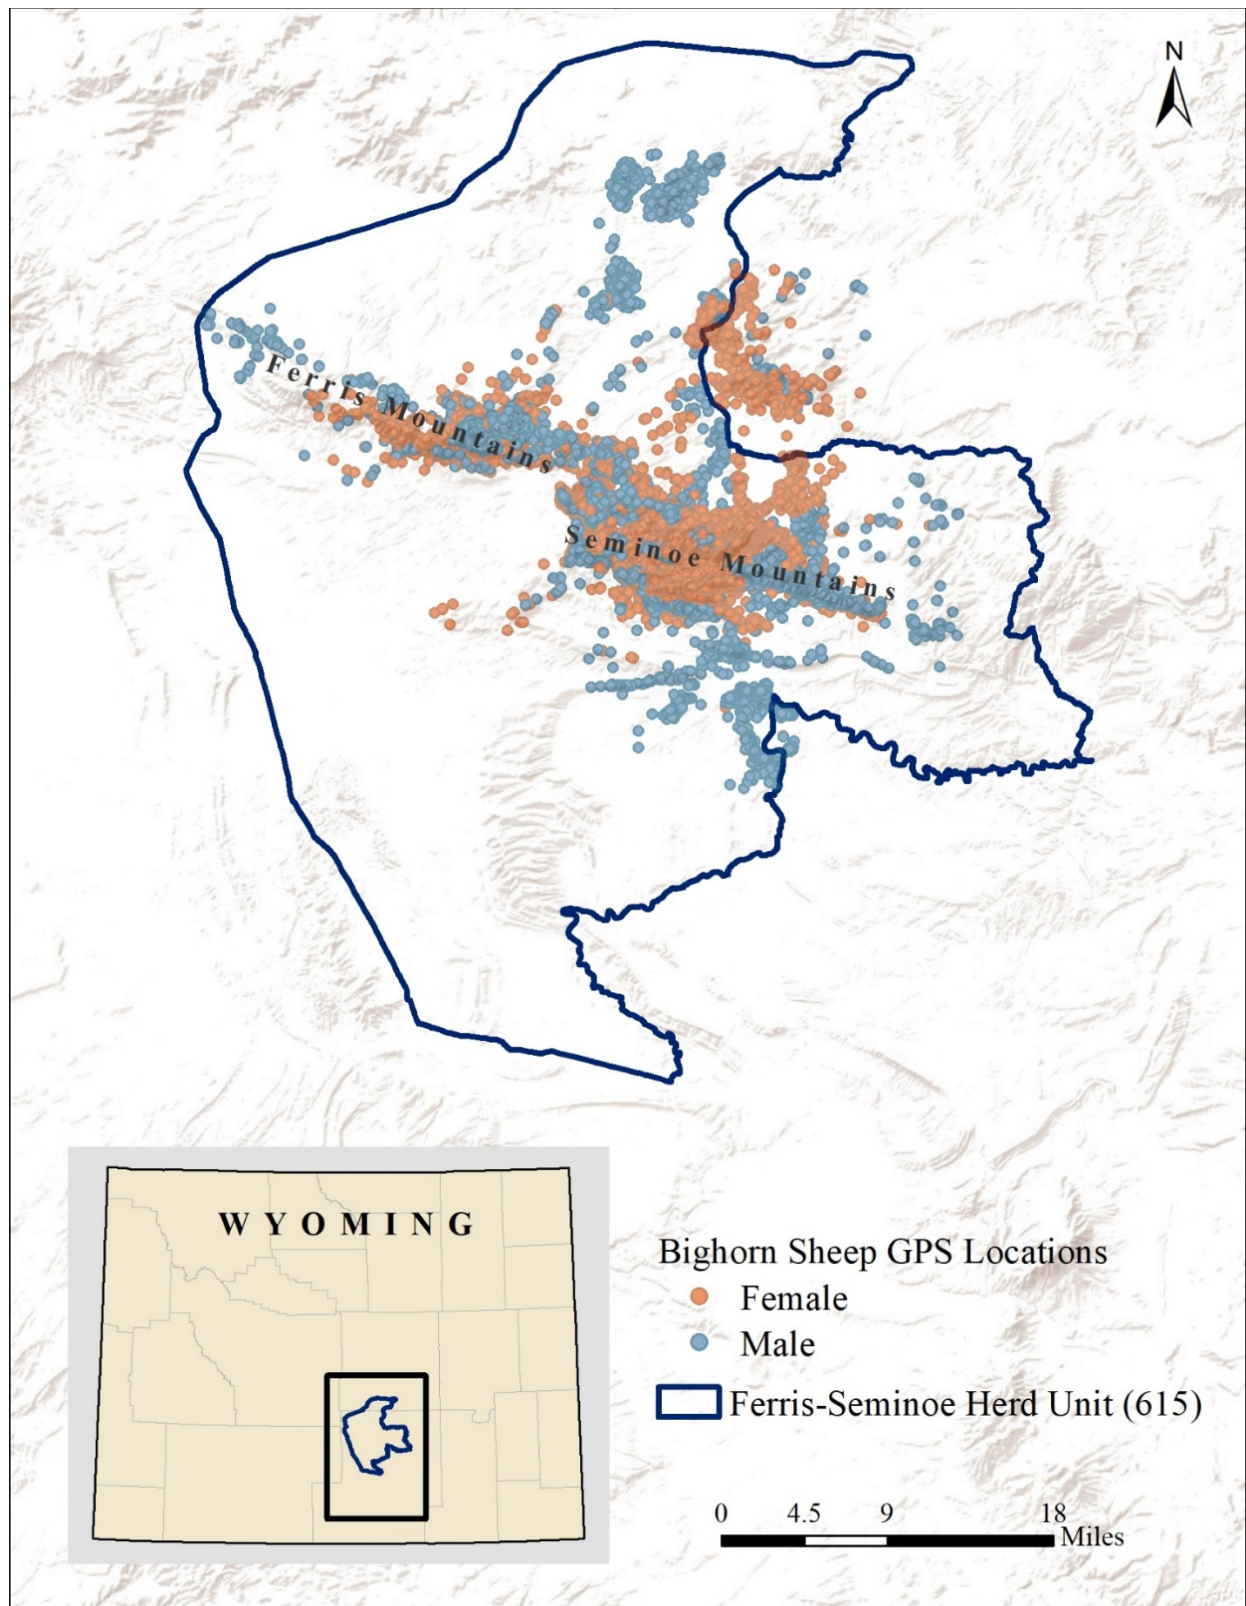 N
Ferris Mountains
Seminoe Mountains
WYOMING
Bighorn Sheep GPS Locations
Female
Male
Ferris-Seminoe Herd Unit (615)
0 4.5 9 18
Miles